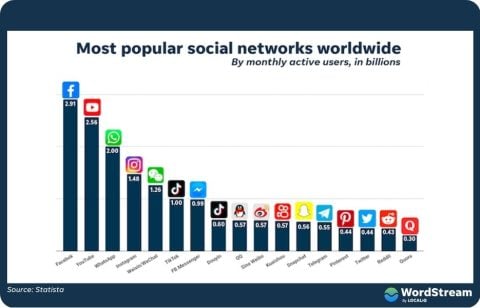 Most popular social networks worldwide
By monthly active users, in billions
2.91
2.56
2.00
1.48
1.26
1.00
0.99
0.60
0.57
0.57
0.57
0.56
0.55
0.44
0.44
0.43
0.30
Facebook
YouTube
WhatsApp
Instagram
Weixin/WeChat
TikTok
FB Messenger
Douyin
QQ
Sina Weibo
Kuaishou
Snapchat
Telegram
Pinterest
Twitter
Reddit
Quora
Source: Statista
WordStream
By LOCALiQ